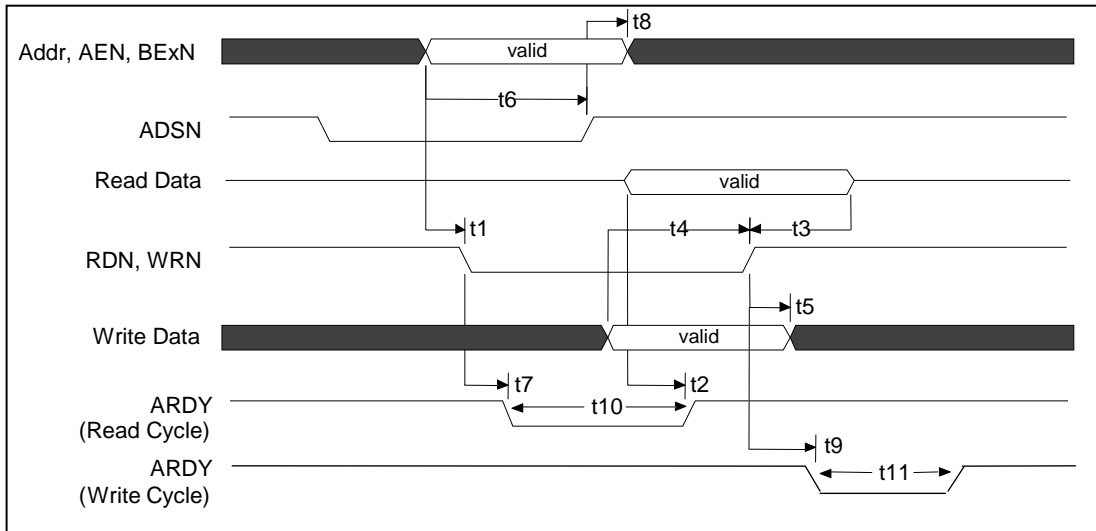 t8
Addr, AEN, BExN
valid
t6
ADSN
Read Data
valid
t1
t4
t3
RDN, WRN
t5
Write Data
valid
t7
t2
ARDY
t10
(Read Cycle)
t9
ARDY
t11
(Write Cycle)